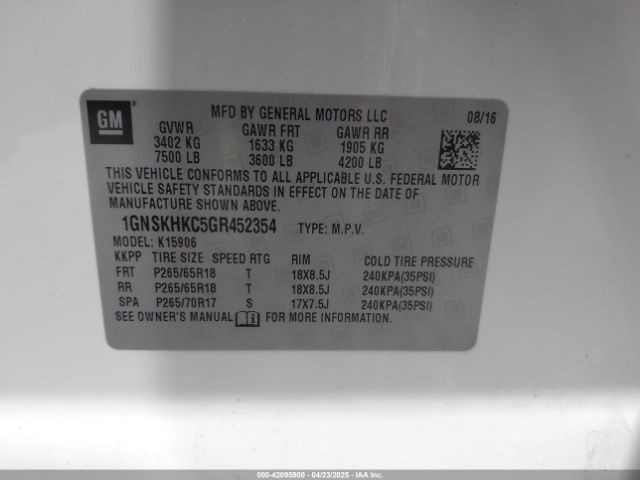 GM
MFD BY GENERAL MOTORS LLC 08/16
GVWR GAWR FRT GAWR RR
3402 KG 1633 KG 1905 KG
7500 LB 3600 LB 4200 LB
THIS VEHICLE CONFORMS TO ALL APPLICABLE U.S. FEDERAL MOTOR
VEHICLE SAFETY STANDARDS IN EFFECT ON THE DATE OF
MANUFACTURE SHOWN ABOVE.
1GNSKHKC5GR452354 TYPE: M.P.V.
MODEL: K15906
KKPP TIRE SIZE SPEED RTG RIM COLD TIRE PRESSURE
FRT P265/65R18 T 18X8.5J 240KPA(35PSI)
RR P265/65R18 T 18X8.5J 240KPA(35PSI)
SPA P265/70R17 S 17X7.5J 240KPA(35PSI)
SEE OWNER'S MANUAL FOR MORE INFORMATION
000-42095900 - 04/23/2025 - IAAI.COM